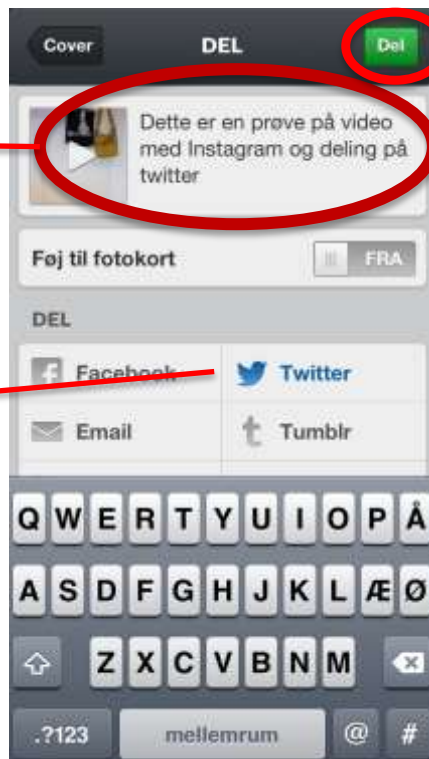 Cover DEL Del
Dette er en prøve på video
med Instagram og deling på
twitter
Føj til fotokort FRA
DEL
Facebook Twitter
Email Tumblr
Q W E R T Y U I O P Å
A S D F G H J K L Æ Ø
Z X C V B N M
.?123 mellemrum @ #